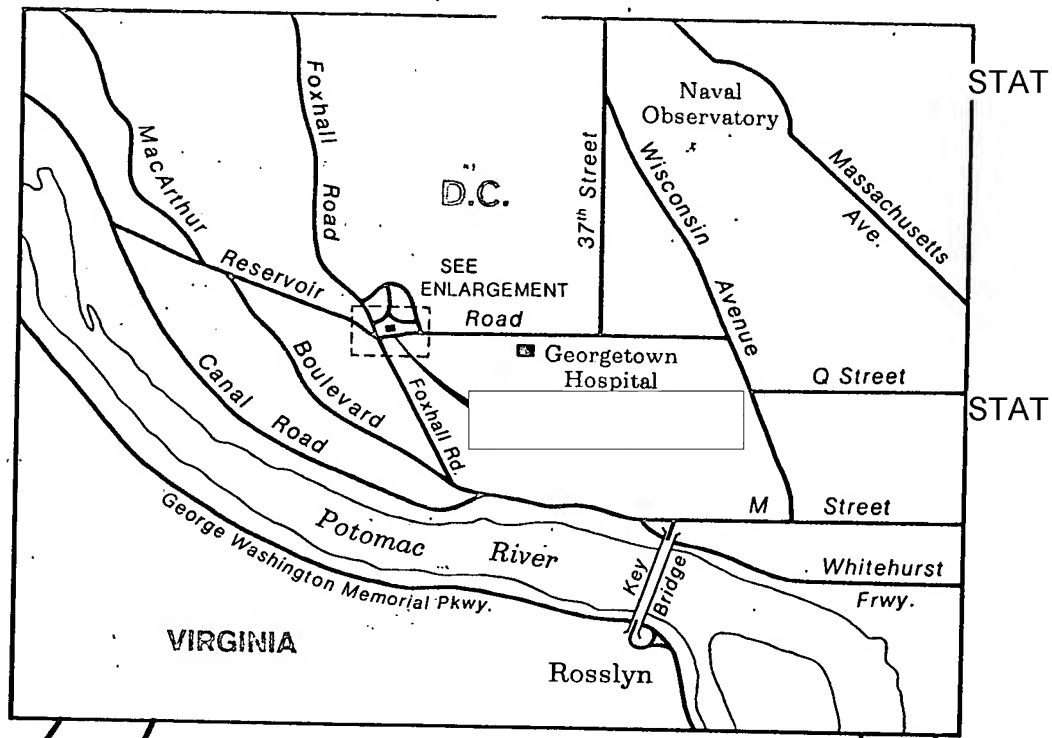 STAT
Naval
Observatory
Foxhall
Road
MacArthur
37th Street
Wisconsin
Avenue
Massachusetts
Ave.
D.C.
Reservoir
SEE
ENLARGEMENT
Road
Georgetown
Hospital
Q Street
STAT
Canal
Road
Boulevard
Foxhall Rd.
M Street
Potomac River
George Washington Memorial Pkwy.
Key
Bridge
Whitehurst
Frwy.
VIRGINIA
Rosslyn